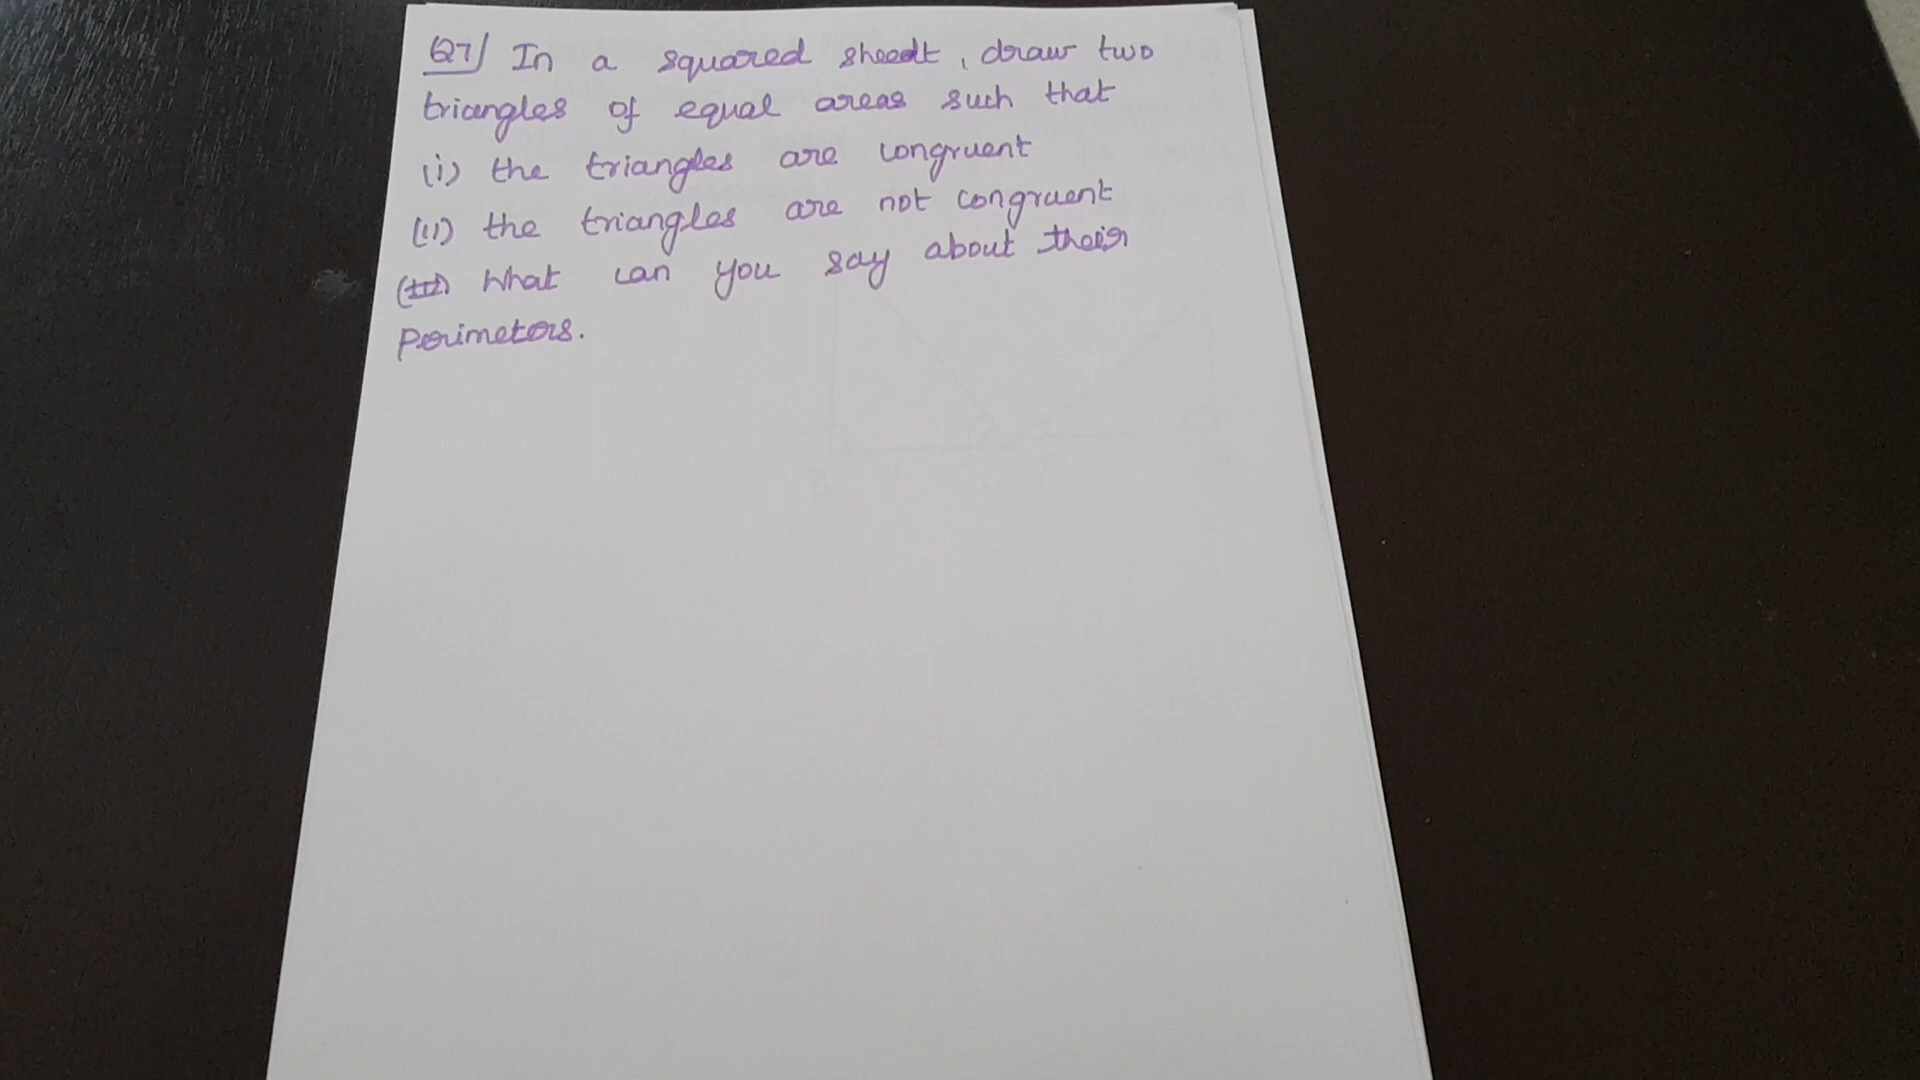 Q7) In a squared sheedt, draw two
triangles of equal areas such that
(i) the triangles are congruent
(ii) the triangles are not congruent
(iii) What can you say about their
perimeters.